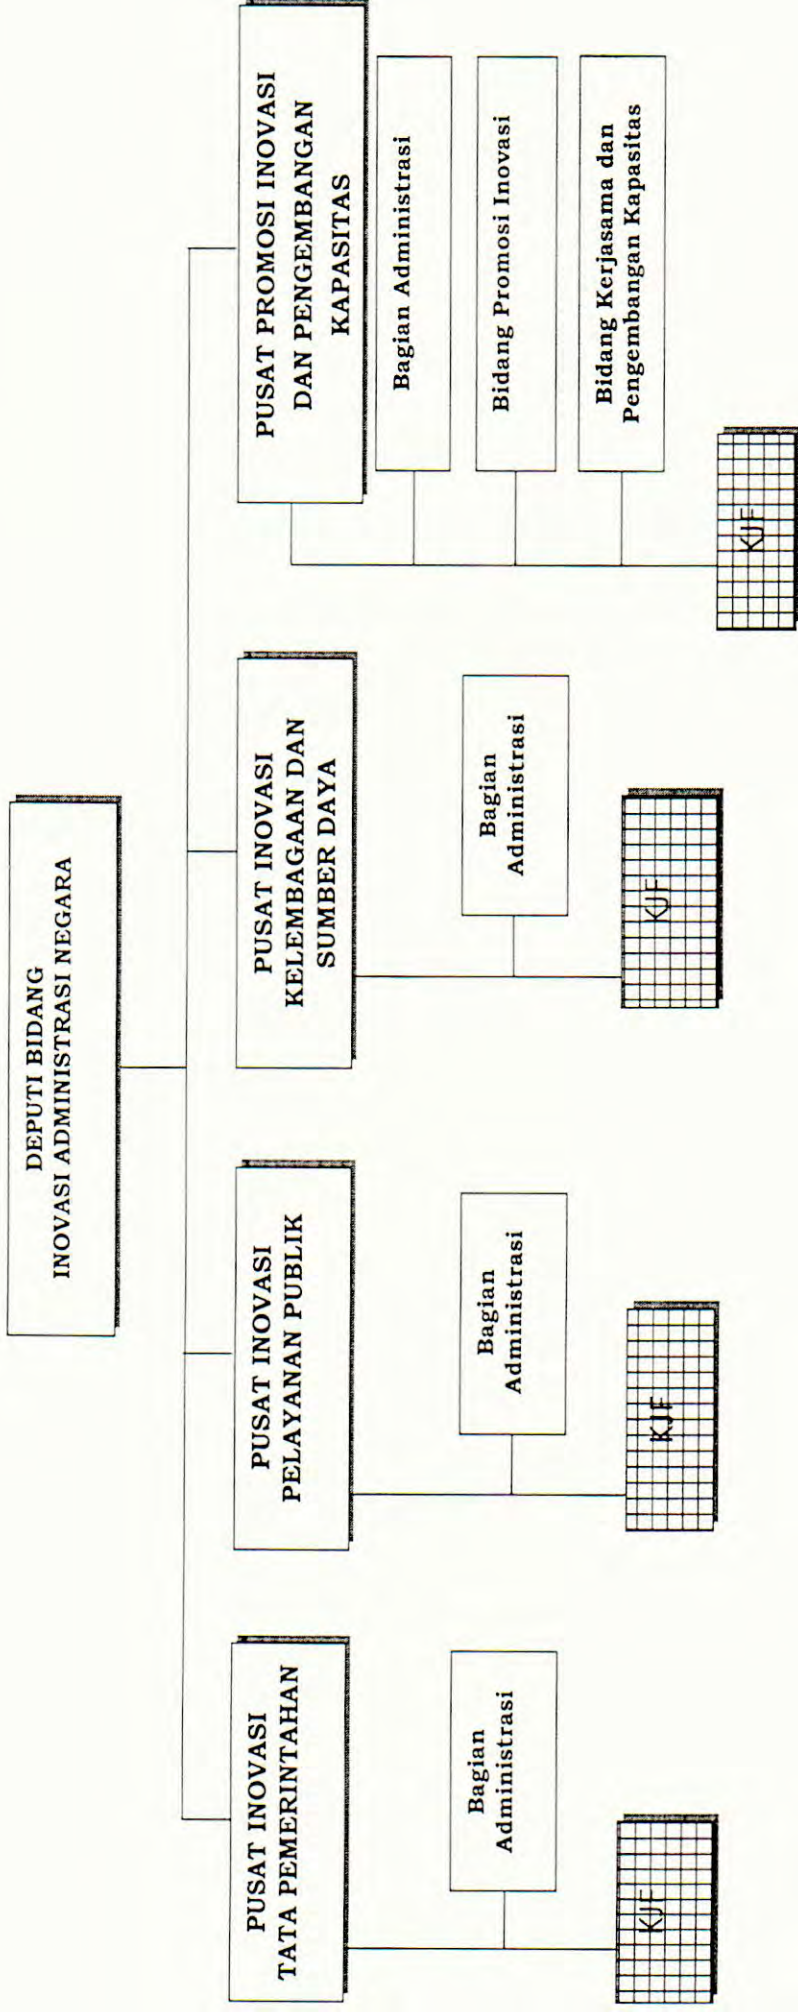 DEPUTI BIDANG
INOVASI ADMINISTRASI NEGARA
PUSAT INOVASI
TATA PEMERINTAHAN
Bagian
Administrasi
KJF
PUSAT INOVASI
PELAYANAN PUBLIK
Bagian
Administrasi
KJF
PUSAT INOVASI
KELEMBAGAAN DAN
SUMBER DAYA
Bagian
Administrasi
KJF
PUSAT PROMOSI INOVASI
DAN PENGEMBANGAN
KAPASITAS
Bagian Administrasi
Bidang Promosi Inovasi
Bidang Kerjasama dan
Pengembangan Kapasitas
KJF